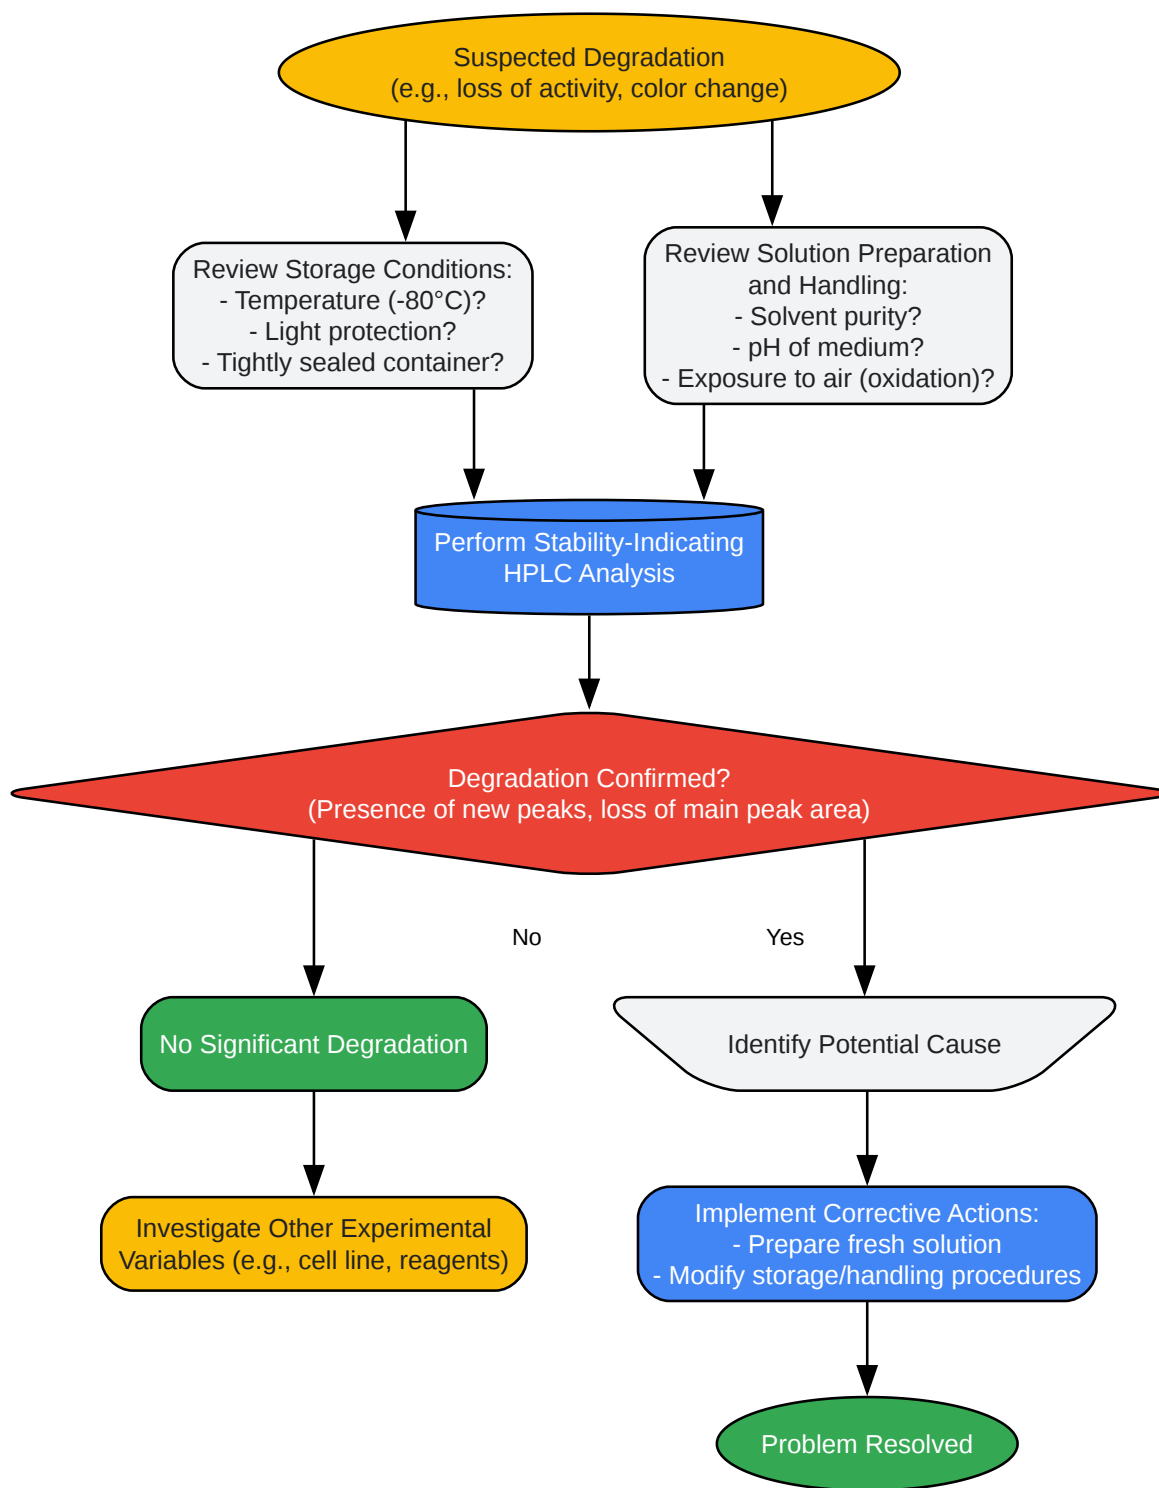 Suspected Degradation
(e.g., loss of activity, color change)
Review Storage Conditions:
- Temperature (-80°C)?
- Light protection?
- Tightly sealed container?
Review Solution Preparation
and Handling:
- Solvent purity?
- pH of medium?
- Exposure to air (oxidation)?
Perform Stability-Indicating
HPLC Analysis
Degradation Confirmed?
(Presence of new peaks, loss of main peak area)
No
Yes
No Significant Degradation
Identify Potential Cause
Investigate Other Experimental
Variables (e.g., cell line, reagents)
Implement Corrective Actions:
- Prepare fresh solution
- Modify storage/handling procedures
Problem Resolved